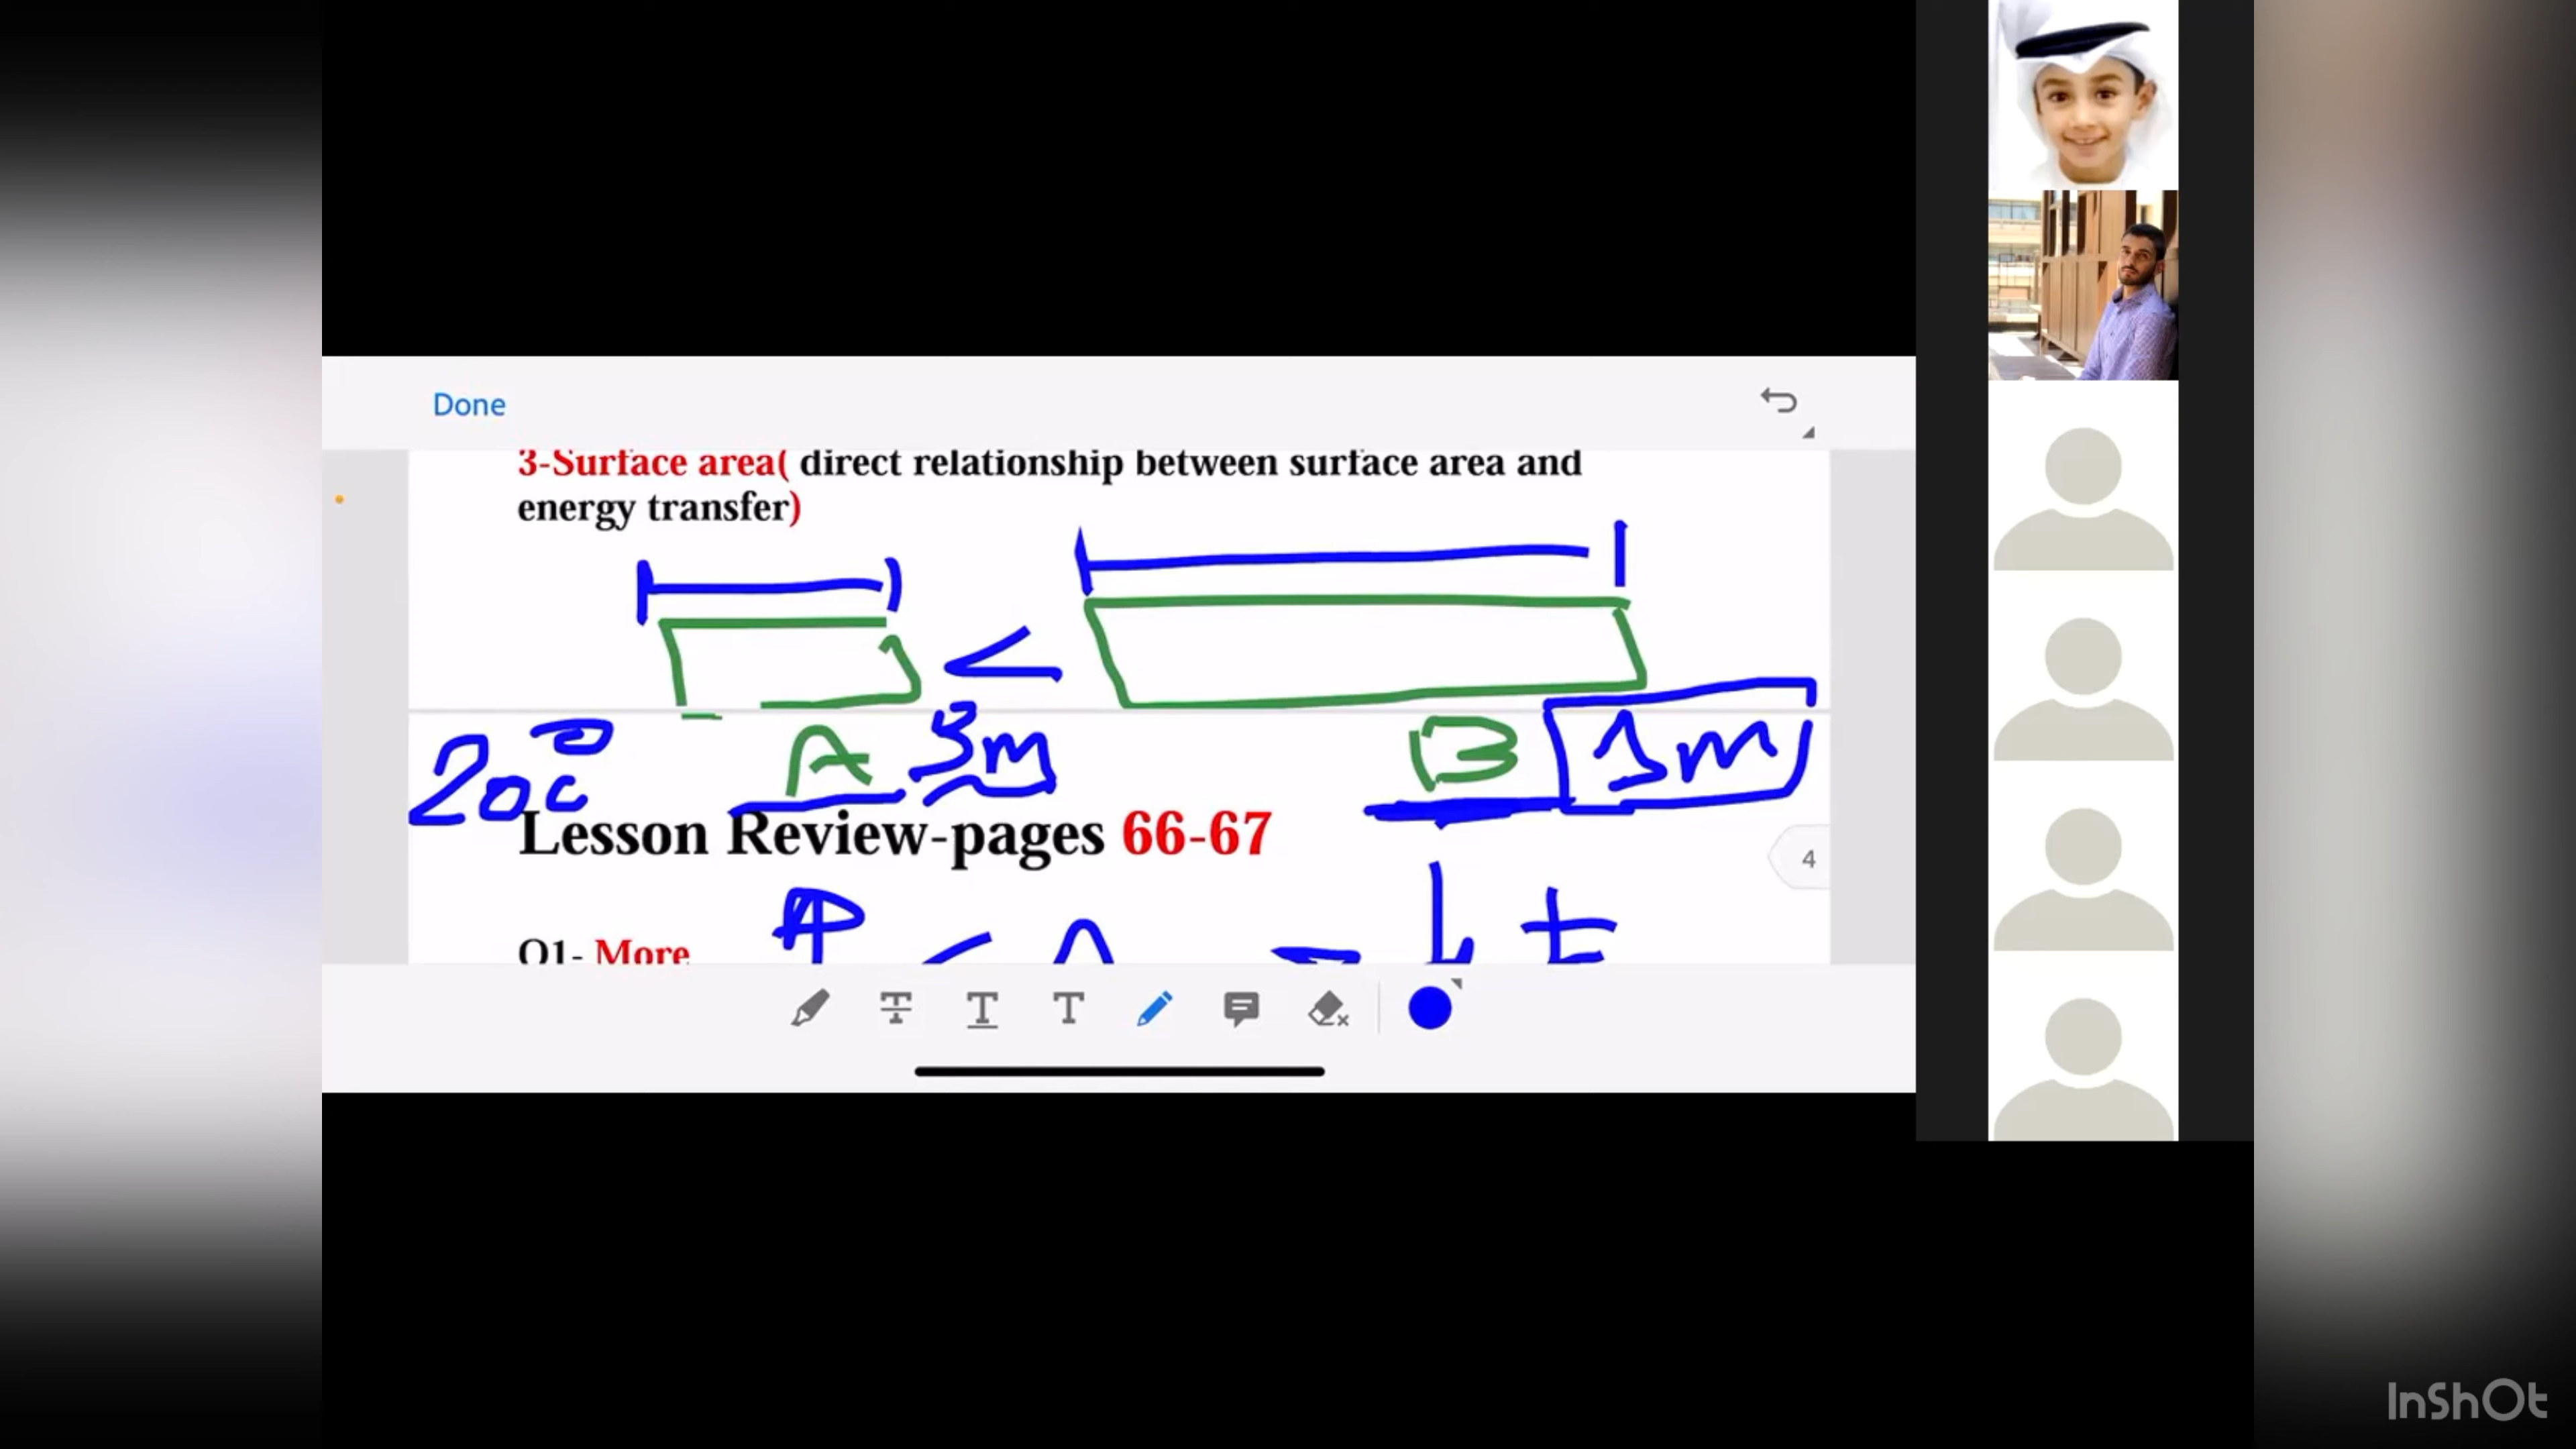 Done
3-Surface area( direct relationship between surface area and
energy transfer)
<
20c° A 3m B 3m
Lesson Review-pages 66-67
4
Q1- More
InShOt